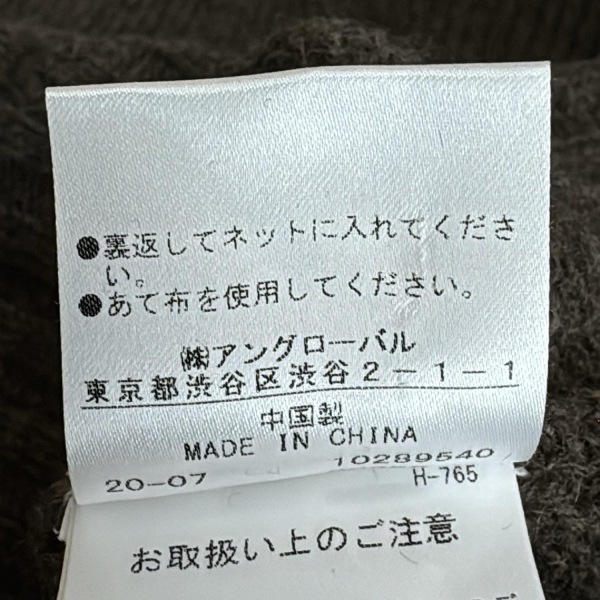 ●裏返してネットに入れてくださ
い。
●あて布を使用してください。
㈱アングローバル
東京都渋谷区渋谷2-1-1
中国製
MADE IN CHINA
20-07 10289540
H-765
お取扱い上のご注意